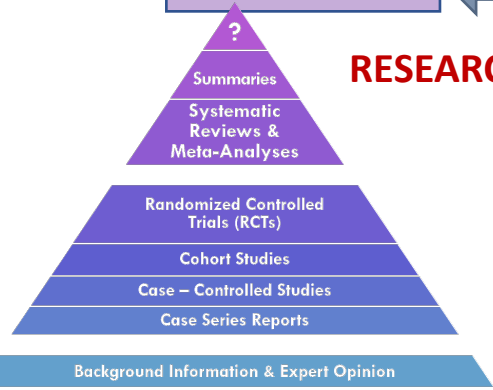 ?
Summaries
Systematic
Reviews &
Meta-Analyses
RESEARC
Randomized Controlled
Trials (RCTs)
Cohort Studies
Case – Controlled Studies
Case Series Reports
Background Information & Expert Opinion